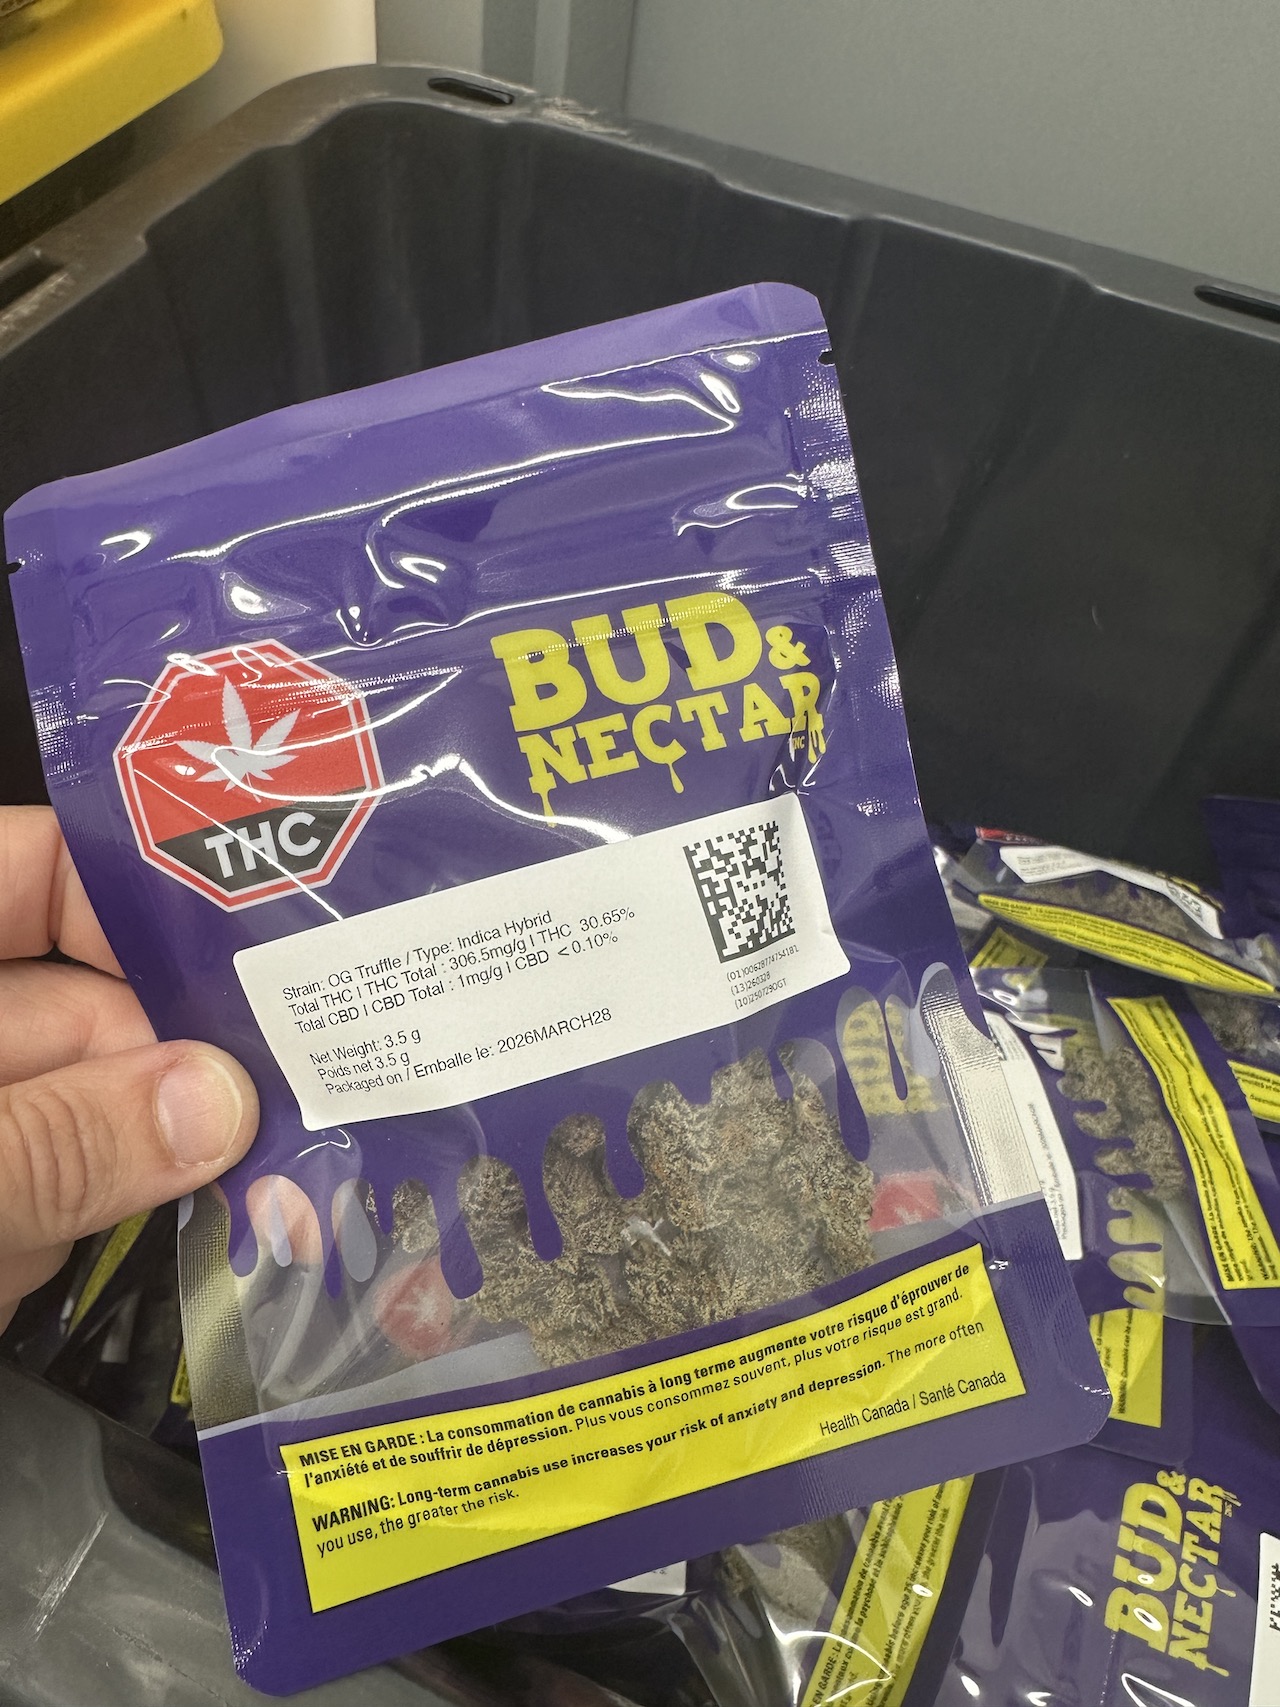 BUD &
NECTAR
INC
THC
Strain: OG Truffle / Type: Indica Hybrid
Total THC I THC Total : 306.5mg/g I THC 30.65%
Total CBD I CBD Total : 1mg/g I CBD <0.10%
Net Weight: 3.5 g
Poids net 3.5 g
Packaged on / Emballe le: 2026MARCH28
(13)260328
(10)250729OGT
MISE EN GARDE : La consommation de cannabis à long terme augmente votre risque d'éprouver de
l'anxiété et de souffrir de dépression. Plus vous consommez souvent, plus votre risque est grand.
WARNING: Long-term cannabis use increases your risk of anxiety and depression. The more often
you use, the greater the risk.
Health Canada / Santé Canada
BUD &
NECTAR